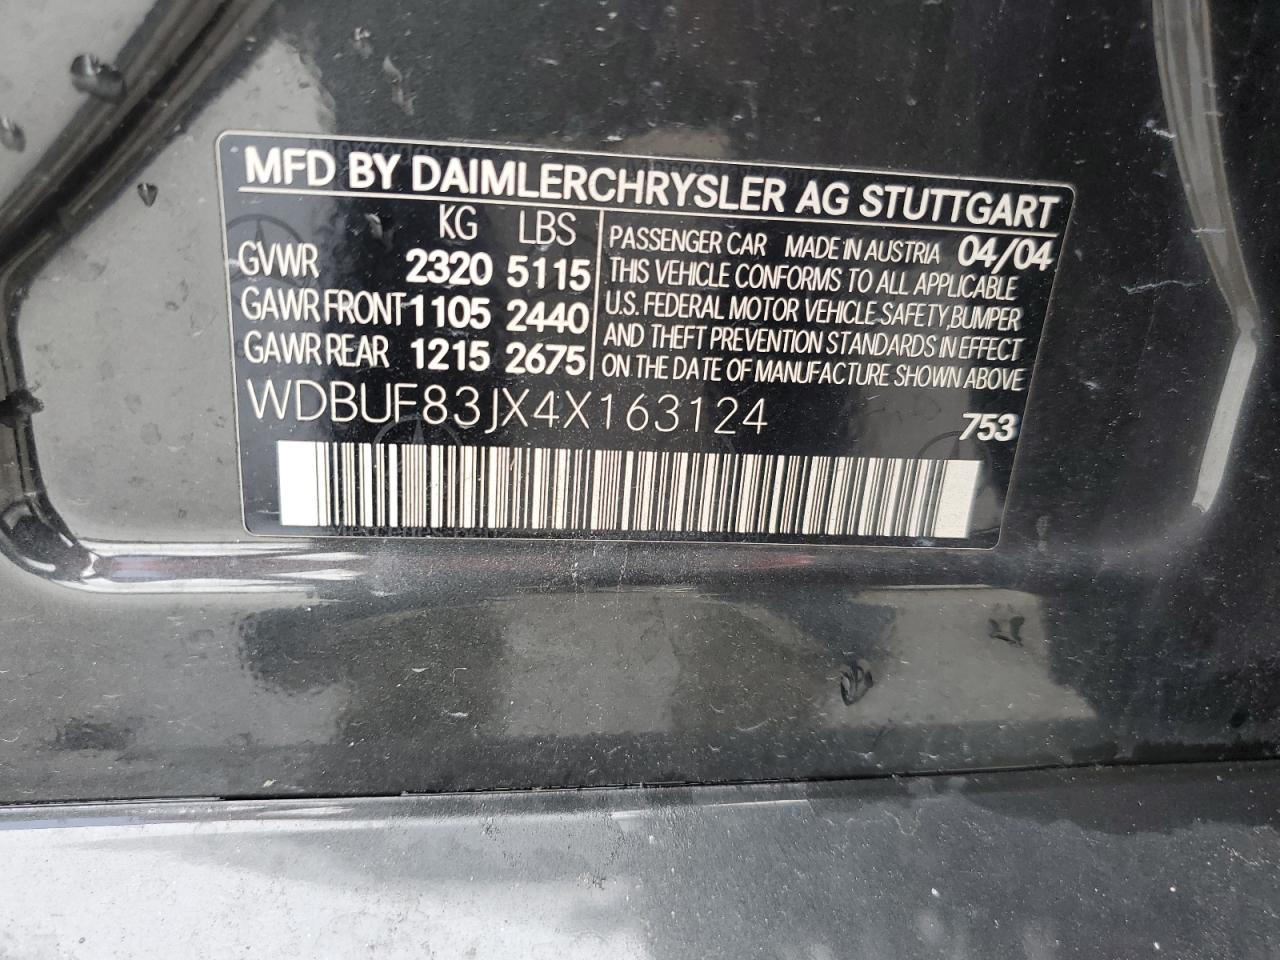 MFD BY DAIMLERCHRYSLER AG STUTTGART
KG LBS
GVWR 2320 5115
GAWR FRONT 1105 2440
GAWR REAR 1215 2675
PASSENGER CAR MADE IN AUSTRIA 04/04
THIS VEHICLE CONFORMS TO ALL APPLICABLE
U.S. FEDERAL MOTOR VEHICLE SAFETY,BUMPER
AND THEFT PREVENTION STANDARDS IN EFFECT
ON THE DATE OF MANUFACTURE SHOWN ABOVE
WDBUF83JX4X163124
753